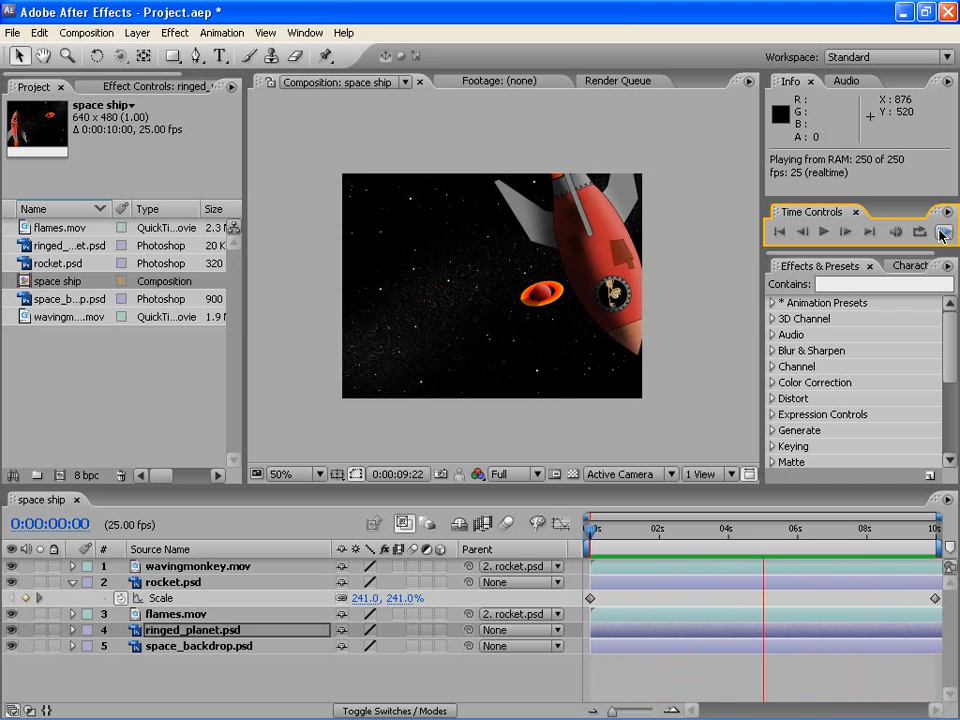 Adobe After Effects - Project.aep *
File Edit Composition Layer Effect Animation View Window Help
Workspace: Standard
Project Effect Controls: ringed_
space ship
640 x 480 (1.00)
Δ 0:00:10:00, 25.00 fps
Name Type Size
flames.mov QuickTi...ovie 2.3
ringed_...et.psd Photoshop 20 K
rocket.psd Photoshop 320
space ship Composition
space_b...p.psd Photoshop 900
wavingm....mov QuickTi...ovie 1.9
8 bpc
Composition: space ship Footage: (none) Render Queue
50% 0:00:09:22 Full Active Camera 1 View
Info Audio
R : X : 876
G : Y : 520
B :
A : 0
Playing from RAM: 250 of 250
fps: 25 (realtime)
Time Controls
Effects & Presets Charact
Contains:
* Animation Presets
3D Channel
Audio
Blur & Sharpen
Channel
Color Correction
Distort
Expression Controls
Generate
Keying
Matte
space ship
0:00:00:00 (25.00 fps)
02s 04s 06s 08s 10s
# Source Name Parent
1 wavingmonkey.mov 2. rocket.psd
2 rocket.psd None
Scale 241.0, 241.0%
3 flames.mov 2. rocket.psd
4 ringed_planet.psd None
5 space_backdrop.psd None
Toggle Switches / Modes